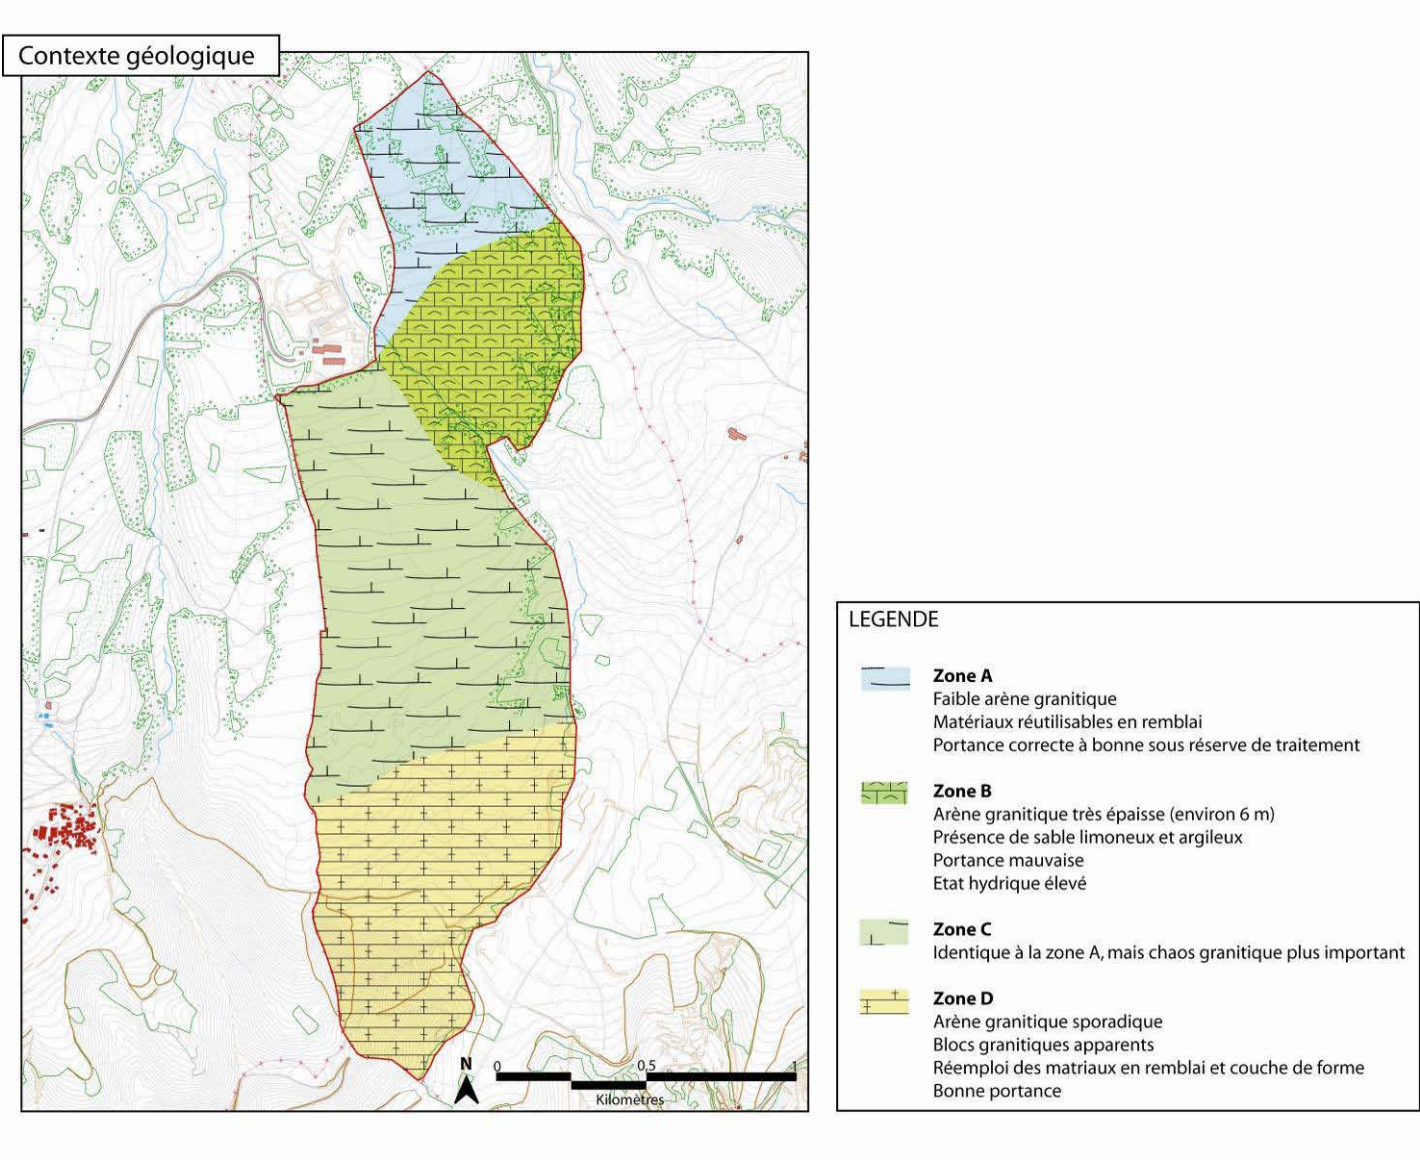 Contexte géologique
N
0
0,5
1
Kilomètres
LEGENDE
Zone A
Faible arène granitique
Matériaux réutilisables en remblai
Portance correcte à bonne sous réserve de traitement
Zone B
Arène granitique très épaisse (environ 6 m)
Présence de sable limoneux et argileux
Portance mauvaise
Etat hydrique élevé
Zone C
Identique à la zone A, mais chaos granitique plus important
Zone D
Arène granitique sporadique
Blocs granitiques apparents
Réemploi des matriaux en remblai et couche de forme
Bonne portance